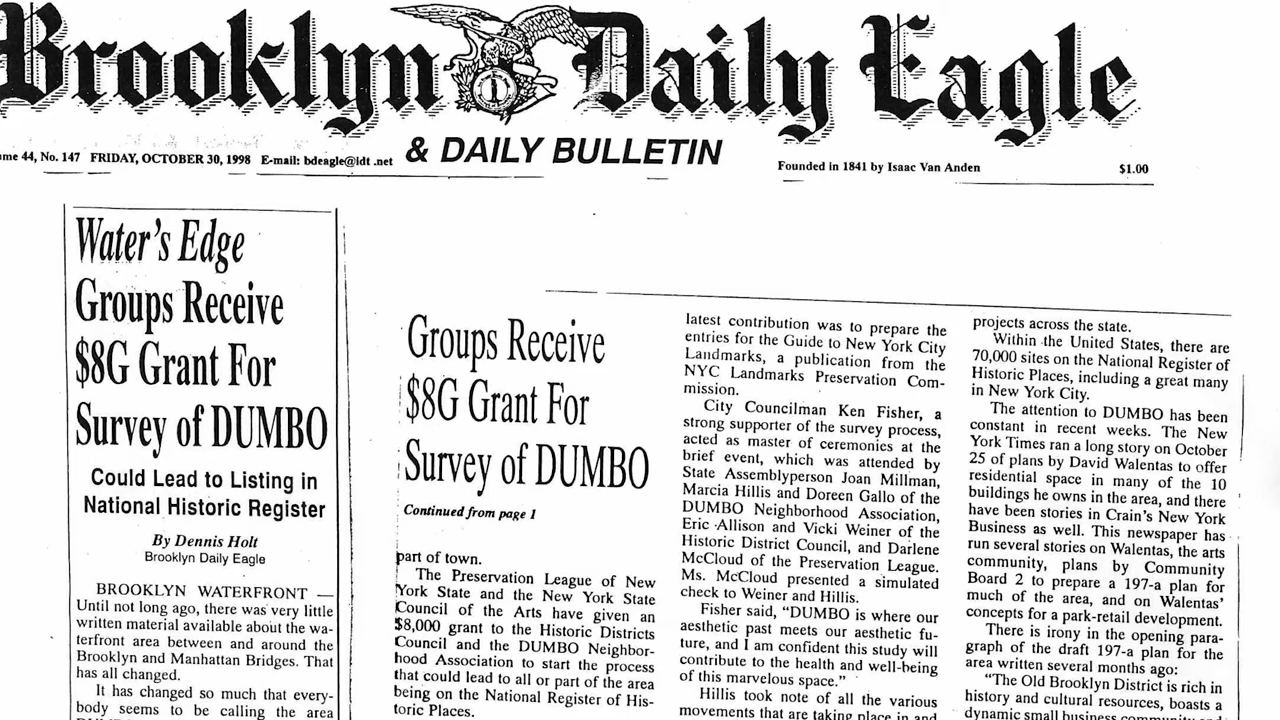 Brooklyn Daily Eagle
& DAILY BULLETIN
me 44, No. 147 FRIDAY, OCTOBER 30, 1998 E-mail: bdeagle@idt .net
Founded in 1841 by Isaac Van Anden
$1.00
Water's Edge
Groups Receive
$8G Grant For
Survey of DUMBO
Could Lead to Listing in
National Historic Register
By Dennis Holt
Brooklyn Daily Eagle
BROOKLYN WATERFRONT —
Until not long ago, there was very little
written material available about the wa-
terfront area between and around the
Brooklyn and Manhattan Bridges. That
has all changed.
It has changed so much that every-
body seems to be calling the area
Groups Receive
$8G Grant For
Survey of DUMBO
Continued from page 1
part of town.
The Preservation League of New
York State and the New York State
Council of the Arts have given an
$8,000 grant to the Historic Districts
Council and the DUMBO Neighbor-
hood Association to start the process
that could lead to all or part of the area
being on the National Register of His-
toric Places.
latest contribution was to prepare the
entries for the Guide to New York City
Landmarks, a publication from the
NYC Landmarks Preservation Com-
mission.
City Councilman Ken Fisher, a
strong supporter of the survey process,
acted as master of ceremonies at the
brief event, which was attended by
State Assemblyperson Joan Millman,
Marcia Hillis and Doreen Gallo of the
DUMBO Neighborhood Association,
Eric Allison and Vicki Weiner of the
Historic District Council, and Darlene
McCloud of the Preservation League.
Ms. McCloud presented a simulated
check to Weiner and Hillis.
Fisher said, “DUMBO is where our
aesthetic past meets our aesthetic fu-
ture, and I am confident this study will
contribute to the health and well-being
of this marvelous space.”
Hillis took note of all the various
movements that are taking place in and
projects across the state.
Within the United States, there are
70,000 sites on the National Register of
Historic Places, including a great many
in New York City.
The attention to DUMBO has been
constant in recent weeks. The New
York Times ran a long story on October
25 of plans by David Walentas to offer
residential space in many of the 10
buildings he owns in the area, and there
have been stories in Crain's New York
Business as well. This newspaper has
run several stories on Walentas, the arts
community, plans by Community
Board 2 to prepare a 197-a plan for
much of the area, and on Walentas'
concepts for a park-retail development.
There is irony in the opening para-
graph of the draft 197-a plan for the
area written several months ago:
“The Old Brooklyn District is rich in
history and cultural resources, boasts a
dynamic small business community and